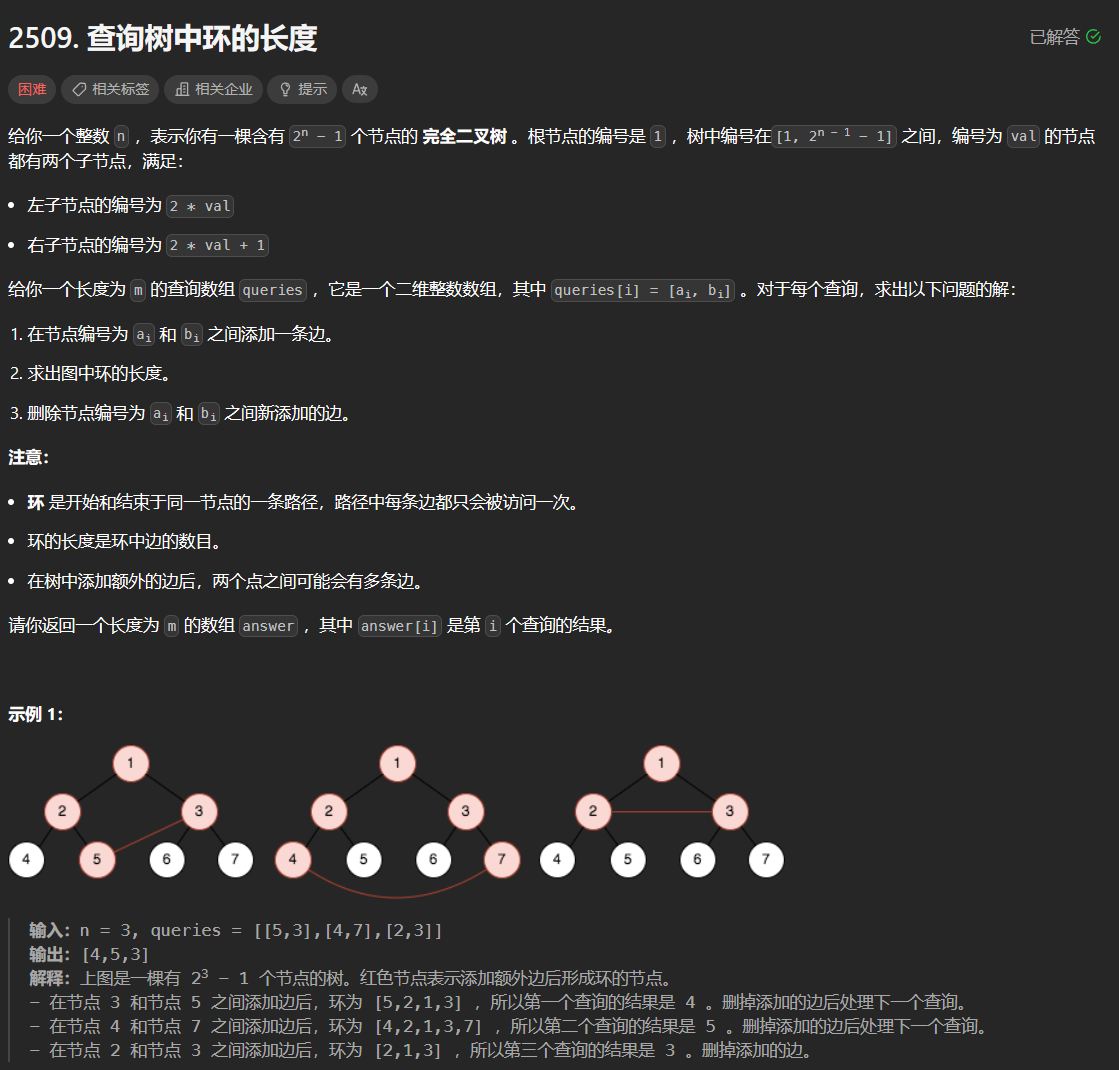 2509. 查询树中环的长度
已解答
困难 相关标签 相关企业 提示 A文
给你一个整数 n ，表示你有一棵含有 2ⁿ - 1 个节点的 完全二叉树 。根节点的编号是 1 ，树中编号在[1, 2ⁿ ⁻ ¹ - 1] 之间，编号为 val 的节点
都有两个子节点，满足：
• 左子节点的编号为 2 * val
• 右子节点的编号为 2 * val + 1
给你一个长度为 m 的查询数组 queries ，它是一个二维整数数组，其中 queries[i] = [aᵢ, bᵢ] 。对于每个查询，求出以下问题的解：
1. 在节点编号为 aᵢ 和 bᵢ 之间添加一条边。
2. 求出图中环的长度。
3. 删除节点编号为 aᵢ 和 bᵢ 之间新添加的边。
注意：
• 环 是开始和结束于同一节点的一条路径，路径中每条边都只会被访问一次。
• 环的长度是环中边的数目。
• 在树中添加额外的边后，两个点之间可能会有多条边。
请你返回一个长度为 m 的数组 answer ，其中 answer[i] 是第 i 个查询的结果。
示例 1：
1 1 1
2 3 2 3 2 3
4 5 6 7 4 5 6 7 4 5 6 7
输入：n = 3, queries = [[5,3],[4,7],[2,3]]
输出：[4,5,3]
解释：上图是一棵有 2³ - 1 个节点的树。红色节点表示添加额外边后形成环的节点。
- 在节点 3 和节点 5 之间添加边后，环为 [5,2,1,3] ，所以第一个查询的结果是 4 。删掉添加的边后处理下一个查询。
- 在节点 4 和节点 7 之间添加边后，环为 [4,2,1,3,7] ，所以第二个查询的结果是 5 。删掉添加的边后处理下一个查询。
- 在节点 2 和节点 3 之间添加边后，环为 [2,1,3] ，所以第三个查询的结果是 3 。删掉添加的边。